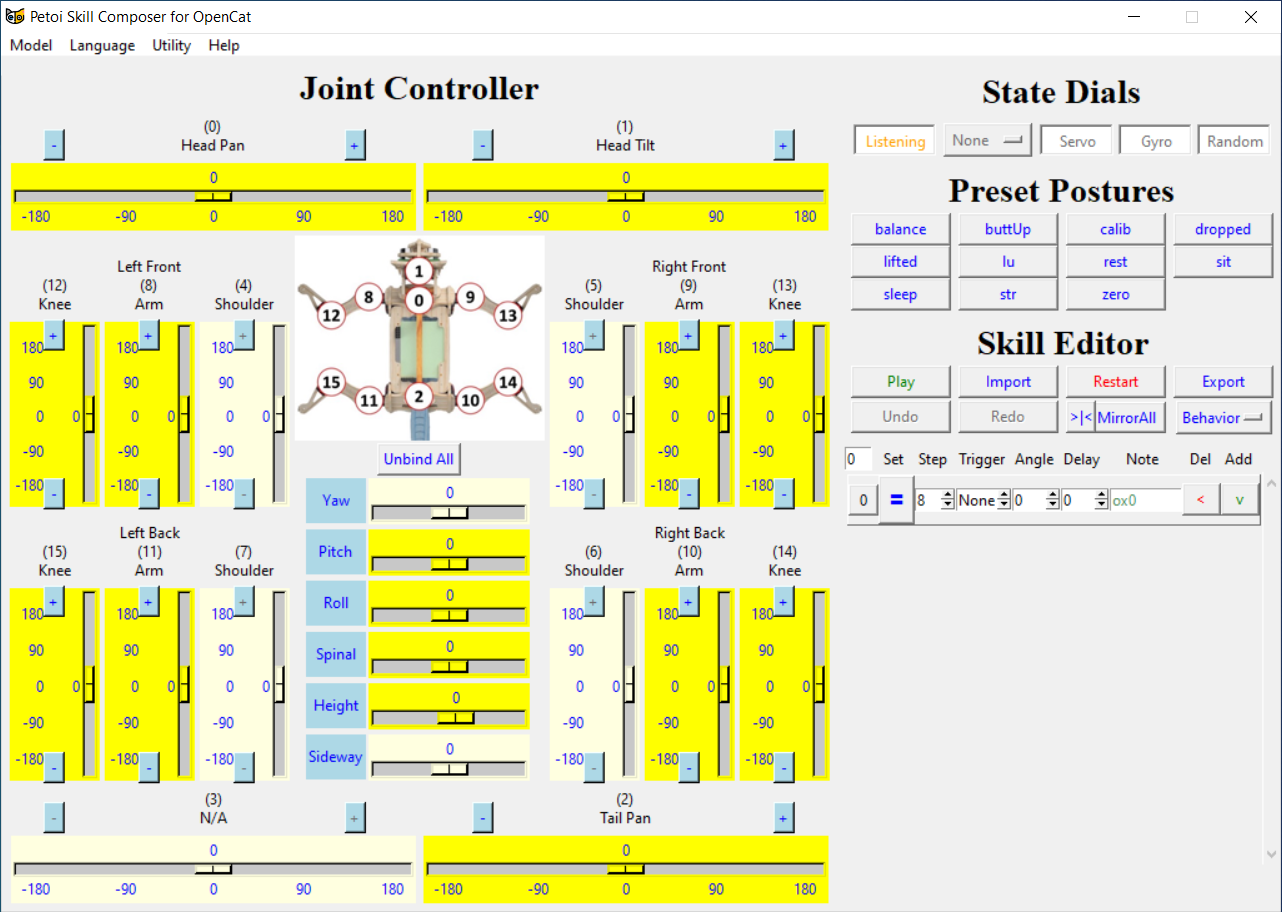 Petoi Skill Composer for OpenCat
Model Language Utility Help
Joint Controller
(0)
- Head Pan +
0
-180 -90 0 90 180
(1)
- Head Tilt +
0
-180 -90 0 90 180
Left Front
(12) (8) (4)
Knee Arm Shoulder
+ + +
180 180 180
90 90 90
0 0 0 0 0 0
-90 -90 -90
-180 -180 -180
- - -
1
8 0 9
12 13
15 14
11 2 10
Right Front
(5) (9) (13)
Shoulder Arm Knee
+ + +
180 180 180
90 90 90
0 0 0 0 0 0
-90 -90 -90
-180 -180 -180
- - -
Unbind All
Yaw 0
Pitch 0
Roll 0
Spinal 0
Height 0
Sideway 0
Left Back
(15) (11) (7)
Knee Arm Shoulder
+ + +
180 180 180
90 90 90
0 0 0 0 0 0
-90 -90 -90
-180 -180 -180
- - -
Right Back
(6) (10) (14)
Shoulder Arm Knee
+ + +
180 180 180
90 90 90
0 0 0 0 0 0
-90 -90 -90
-180 -180 -180
- - -
(3)
- N/A +
0
-180 -90 0 90 180
(2)
- Tail Pan +
0
-180 -90 0 90 180
State Dials
Listening None Servo Gyro Random
Preset Postures
balance buttUp calib dropped
lifted lu rest sit
sleep str zero
Skill Editor
Play Import Restart Export
Undo Redo >|< MirrorAll Behavior
0 Set Step Trigger Angle Delay Note Del Add
0 = 8 None 0 0 ox0 < v